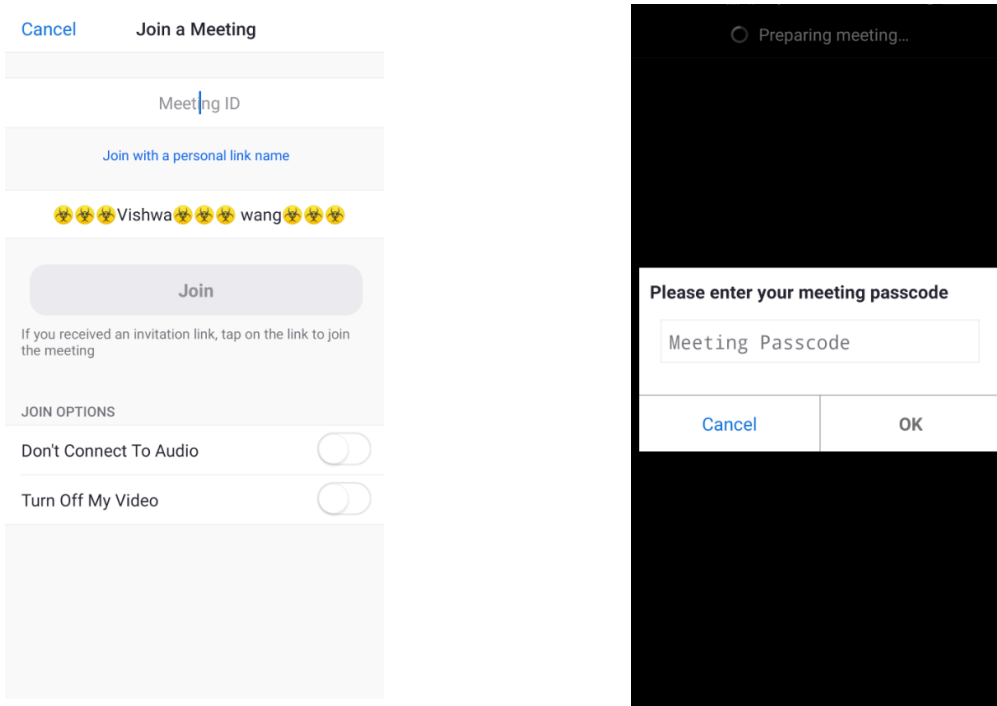 Cancel
Join a Meeting
Meeting ID
Join with a personal link name
☣️☣️☣️Vishwa☣️☣️☣️ wang☣️☣️☣️
Join
If you received an invitation link, tap on the link to join
the meeting
JOIN OPTIONS
Don't Connect To Audio
Turn Off My Video
Preparing meeting...
Please enter your meeting passcode
Meeting Passcode
Cancel
OK